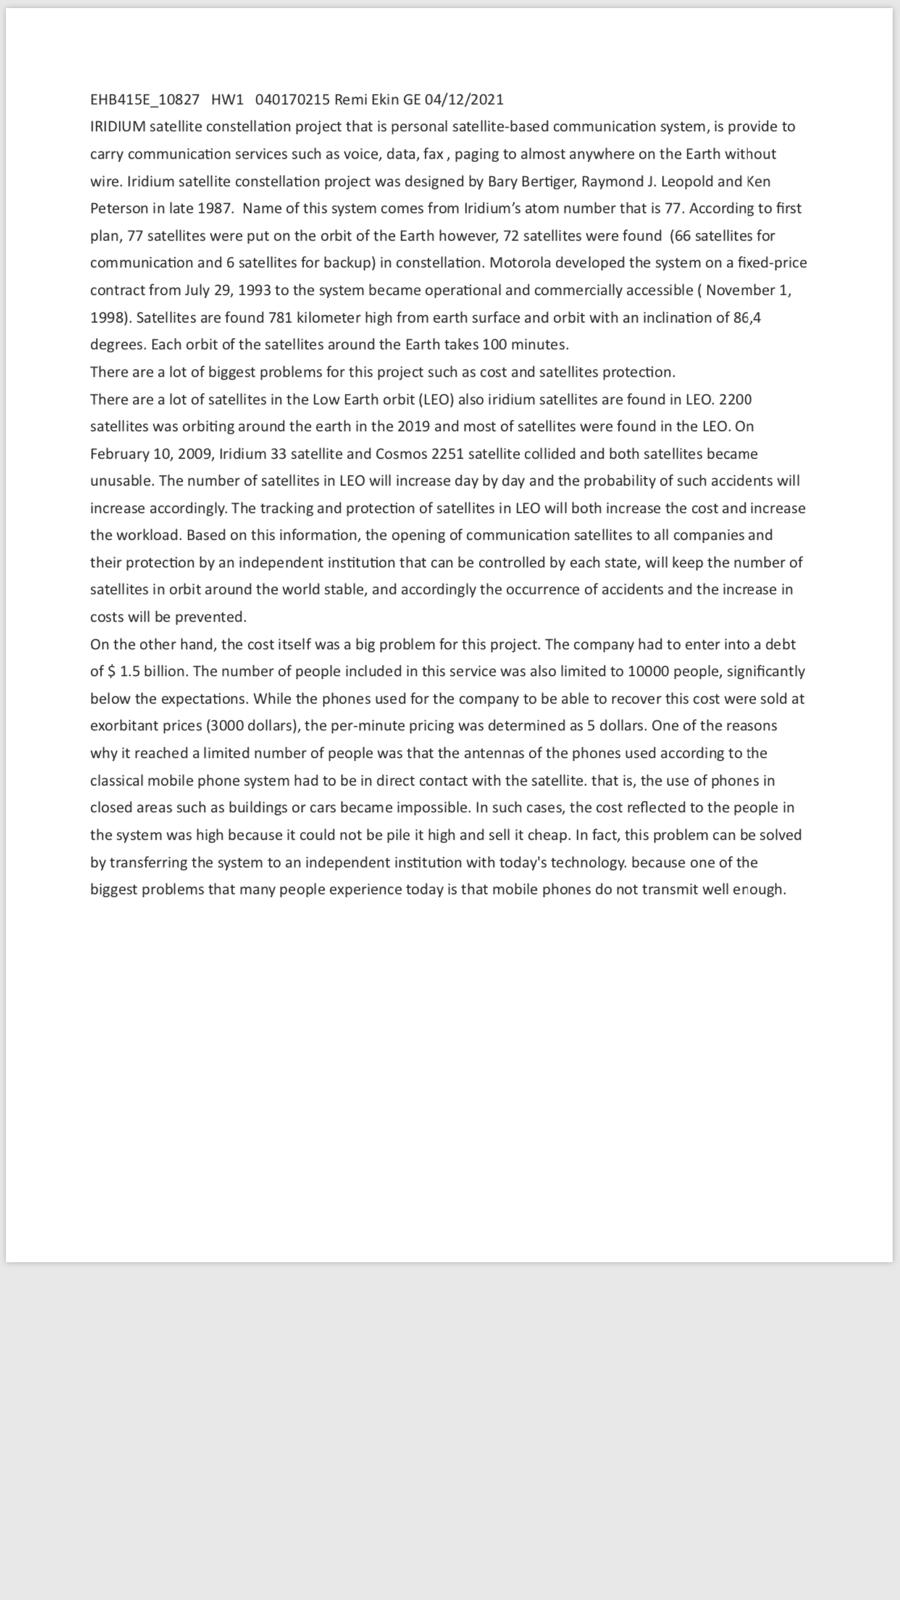 EHB415E_10827   HW1   040170215 Remi Ekin GE 04/12/2021
IRIDIUM satellite constellation project that is personal satellite-based communication system, is provide to
carry communication services such as voice, data, fax , paging to almost anywhere on the Earth without
wire. Iridium satellite constellation project was designed by Bary Bertiger, Raymond J. Leopold and Ken
Peterson in late 1987.  Name of this system comes from Iridium’s atom number that is 77. According to first
plan, 77 satellites were put on the orbit of the Earth however, 72 satellites were found  (66 satellites for
communication and 6 satellites for backup) in constellation. Motorola developed the system on a fixed-price
contract from July 29, 1993 to the system became operational and commercially accessible ( November 1,
1998). Satellites are found 781 kilometer high from earth surface and orbit with an inclination of 86,4
degrees. Each orbit of the satellites around the Earth takes 100 minutes.
There are a lot of biggest problems for this project such as cost and satellites protection.
There are a lot of satellites in the Low Earth orbit (LEO) also iridium satellites are found in LEO. 2200
satellites was orbiting around the earth in the 2019 and most of satellites were found in the LEO. On
February 10, 2009, Iridium 33 satellite and Cosmos 2251 satellite collided and both satellites became
unusable. The number of satellites in LEO will increase day by day and the probability of such accidents will
increase accordingly. The tracking and protection of satellites in LEO will both increase the cost and increase
the workload. Based on this information, the opening of communication satellites to all companies and
their protection by an independent institution that can be controlled by each state, will keep the number of
satellites in orbit around the world stable, and accordingly the occurrence of accidents and the increase in
costs will be prevented.
On the other hand, the cost itself was a big problem for this project. The company had to enter into a debt
of $ 1.5 billion. The number of people included in this service was also limited to 10000 people, significantly
below the expectations. While the phones used for the company to be able to recover this cost were sold at
exorbitant prices (3000 dollars), the per-minute pricing was determined as 5 dollars. One of the reasons
why it reached a limited number of people was that the antennas of the phones used according to the
classical mobile phone system had to be in direct contact with the satellite. that is, the use of phones in
closed areas such as buildings or cars became impossible. In such cases, the cost reflected to the people in
the system was high because it could not be pile it high and sell it cheap. In fact, this problem can be solved
by transferring the system to an independent institution with today's technology. because one of the
biggest problems that many people experience today is that mobile phones do not transmit well enough.